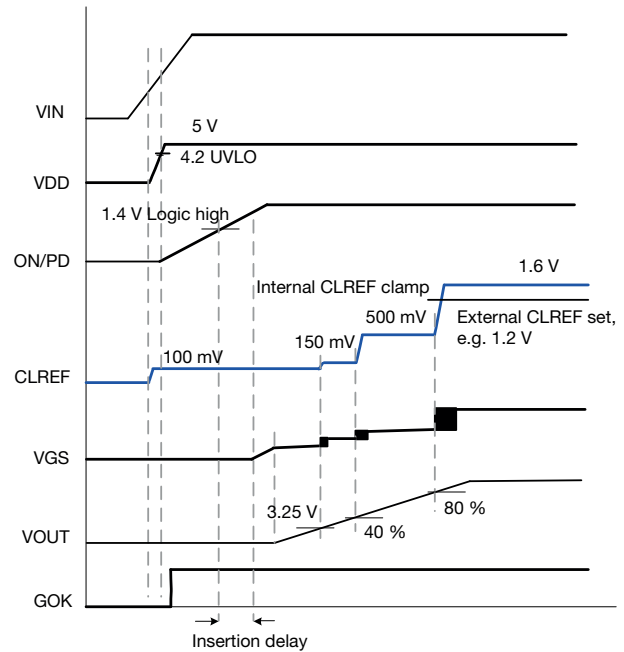 VIN
5 V
4.2 UVLO
VDD
1.4 V Logic high
ON/PD
1.6 V
Internal CLREF clamp
500 mV
External CLREF set,
e.g. 1.2 V
150 mV
100 mV
CLREF
VGS
3.25 V
80 %
40 %
VOUT
GOK
Insertion delay